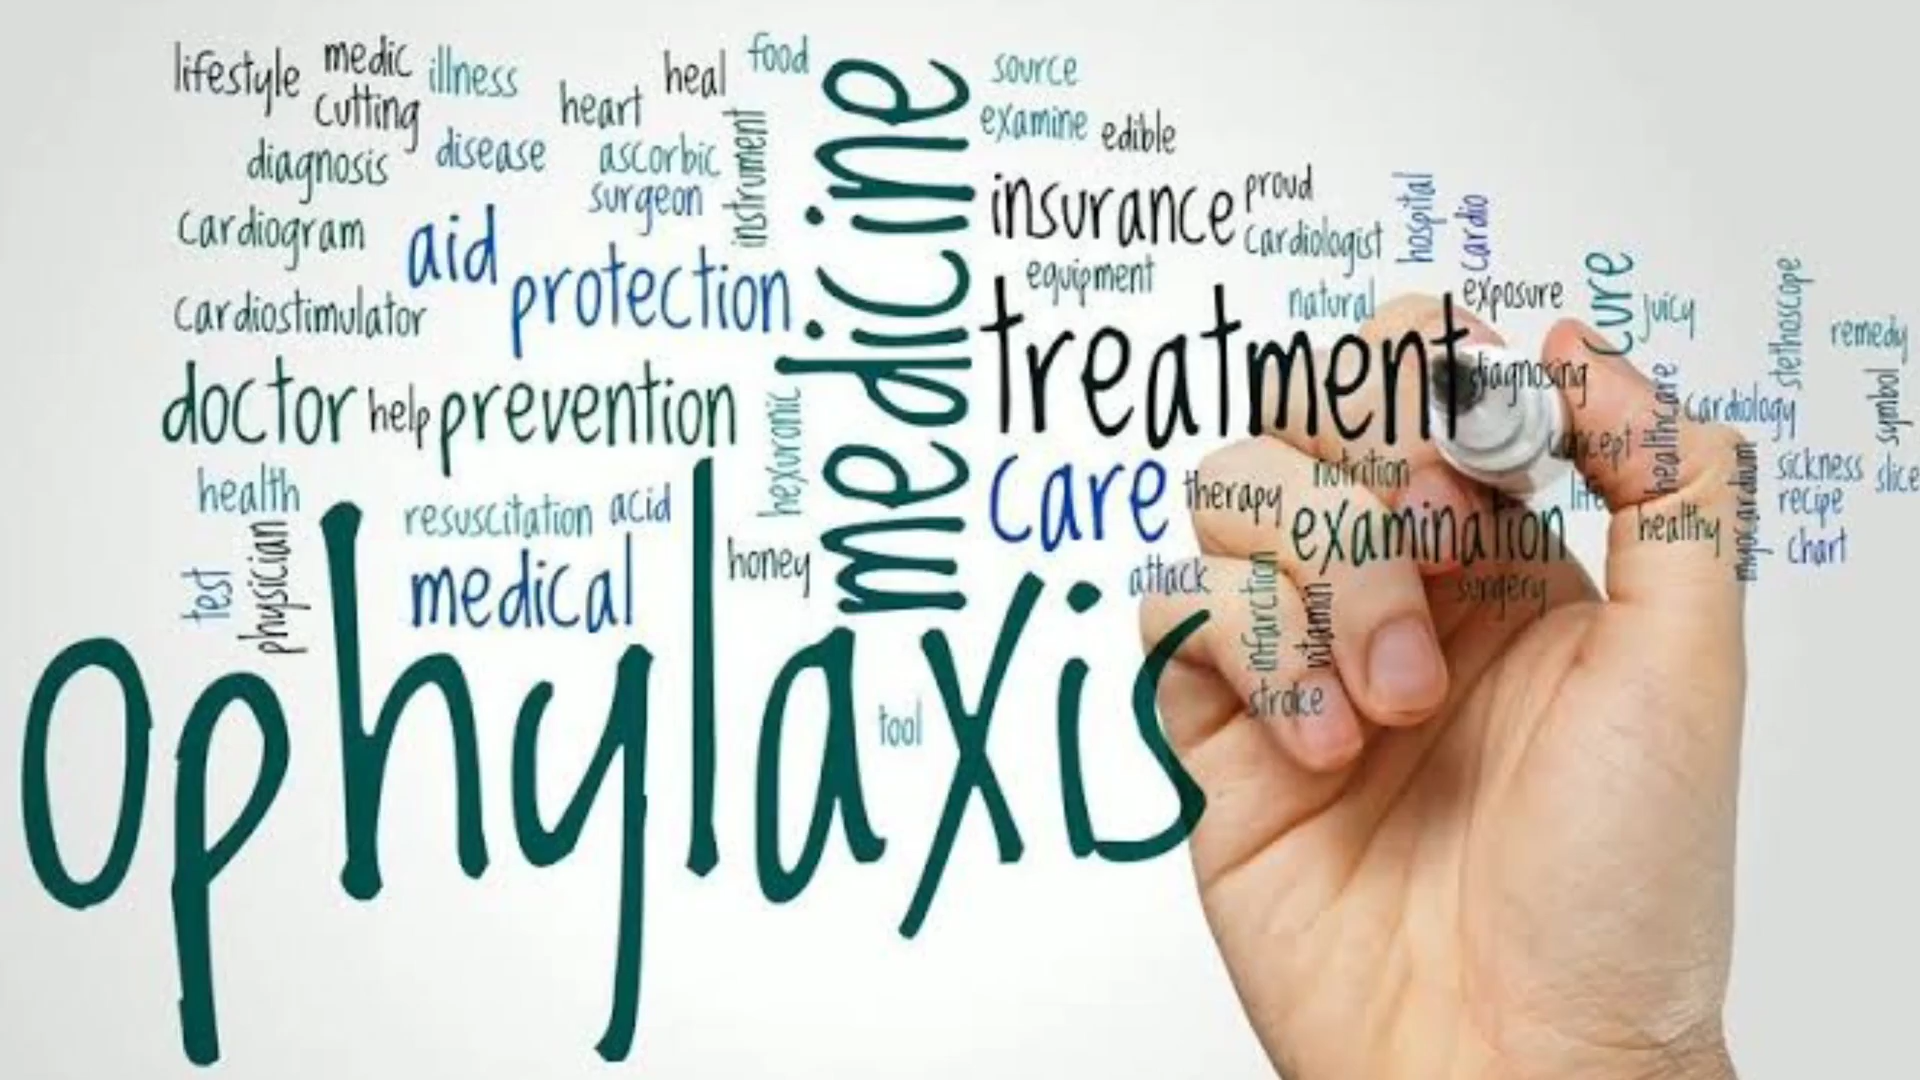 lifestyle
medic
illness
cutting
heart
heal
food
source
examine
edible
diagnosis
disease
ascorbic
surgeon
instrument
medicine
insurance
proud
cardiologist
hospital
cardio
cardiogram
aid
protection
equipment
natural
exposure
cure
juicy
stethoscope
remedy
cardiostimulator
treatment
diagnosing
doctor
help
prevention
hexuronic
healthcare
cardiology
symbol
concept
care
therapy
nutrition
examination
life
healthy
myocardium
sickness
slice
recipe
chart
health
resuscitation
acid
honey
test
physician
medical
attack
infarction
vitamin
surgery
stroke
tool
ophylaxis